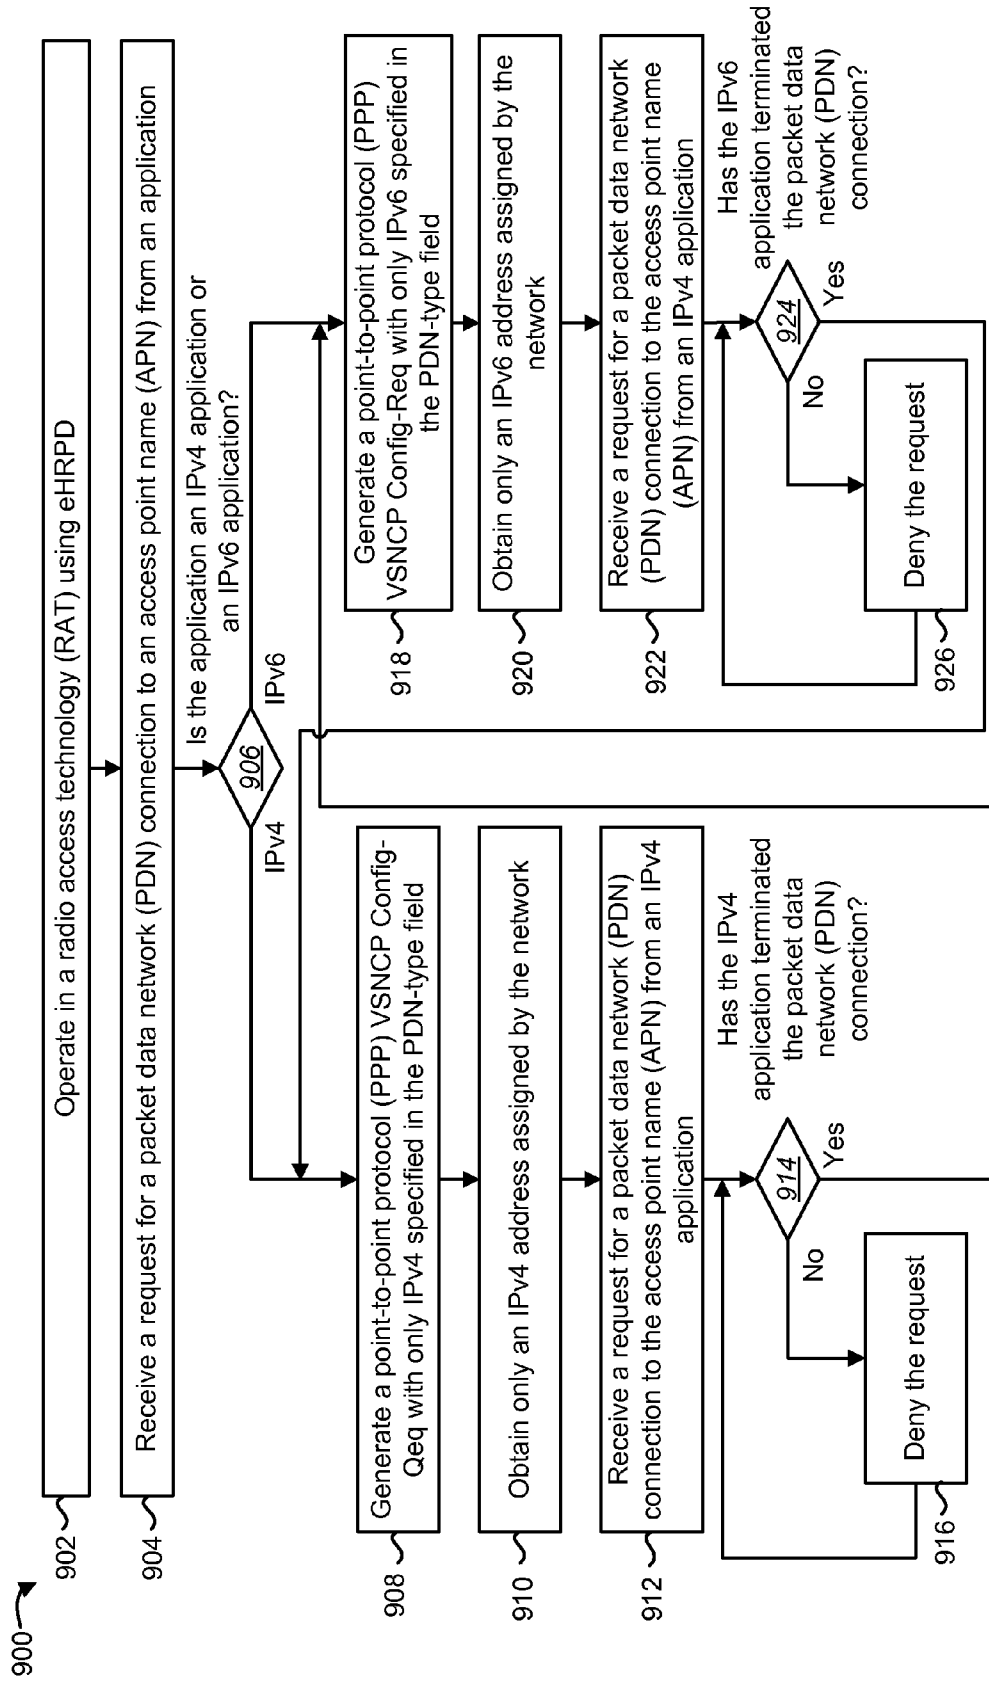 900
902
Operate in a radio access technology (RAT) using eHRPD
904
Receive a request for a packet data network (PDN) connection to an access point name (APN) from an application
Is the application an IPv4 application or
an IPv6 application?
906
IPv4
IPv6
908
Generate a point-to-point protocol (PPP) VSNCP Config-
Qeq with only IPv4 specified in the PDN-type field
910
Obtain only an IPv4 address assigned by the network
912
Receive a request for a packet data network (PDN)
connection to the access point name (APN) from an IPv4
application
Has the IPv4
application terminated
the packet data
network (PDN)
connection?
914
No
Yes
916
Deny the request
918
Generate a point-to-point protocol (PPP)
VSNCP Config-Req with only IPv6 specified in
the PDN-type field
920
Obtain only an IPv6 address assigned by the
network
922
Receive a request for a packet data network
(PDN) connection to the access point name
(APN) from an IPv4 application
Has the IPv6
application terminated
the packet data
network (PDN)
connection?
924
No
Yes
926
Deny the request